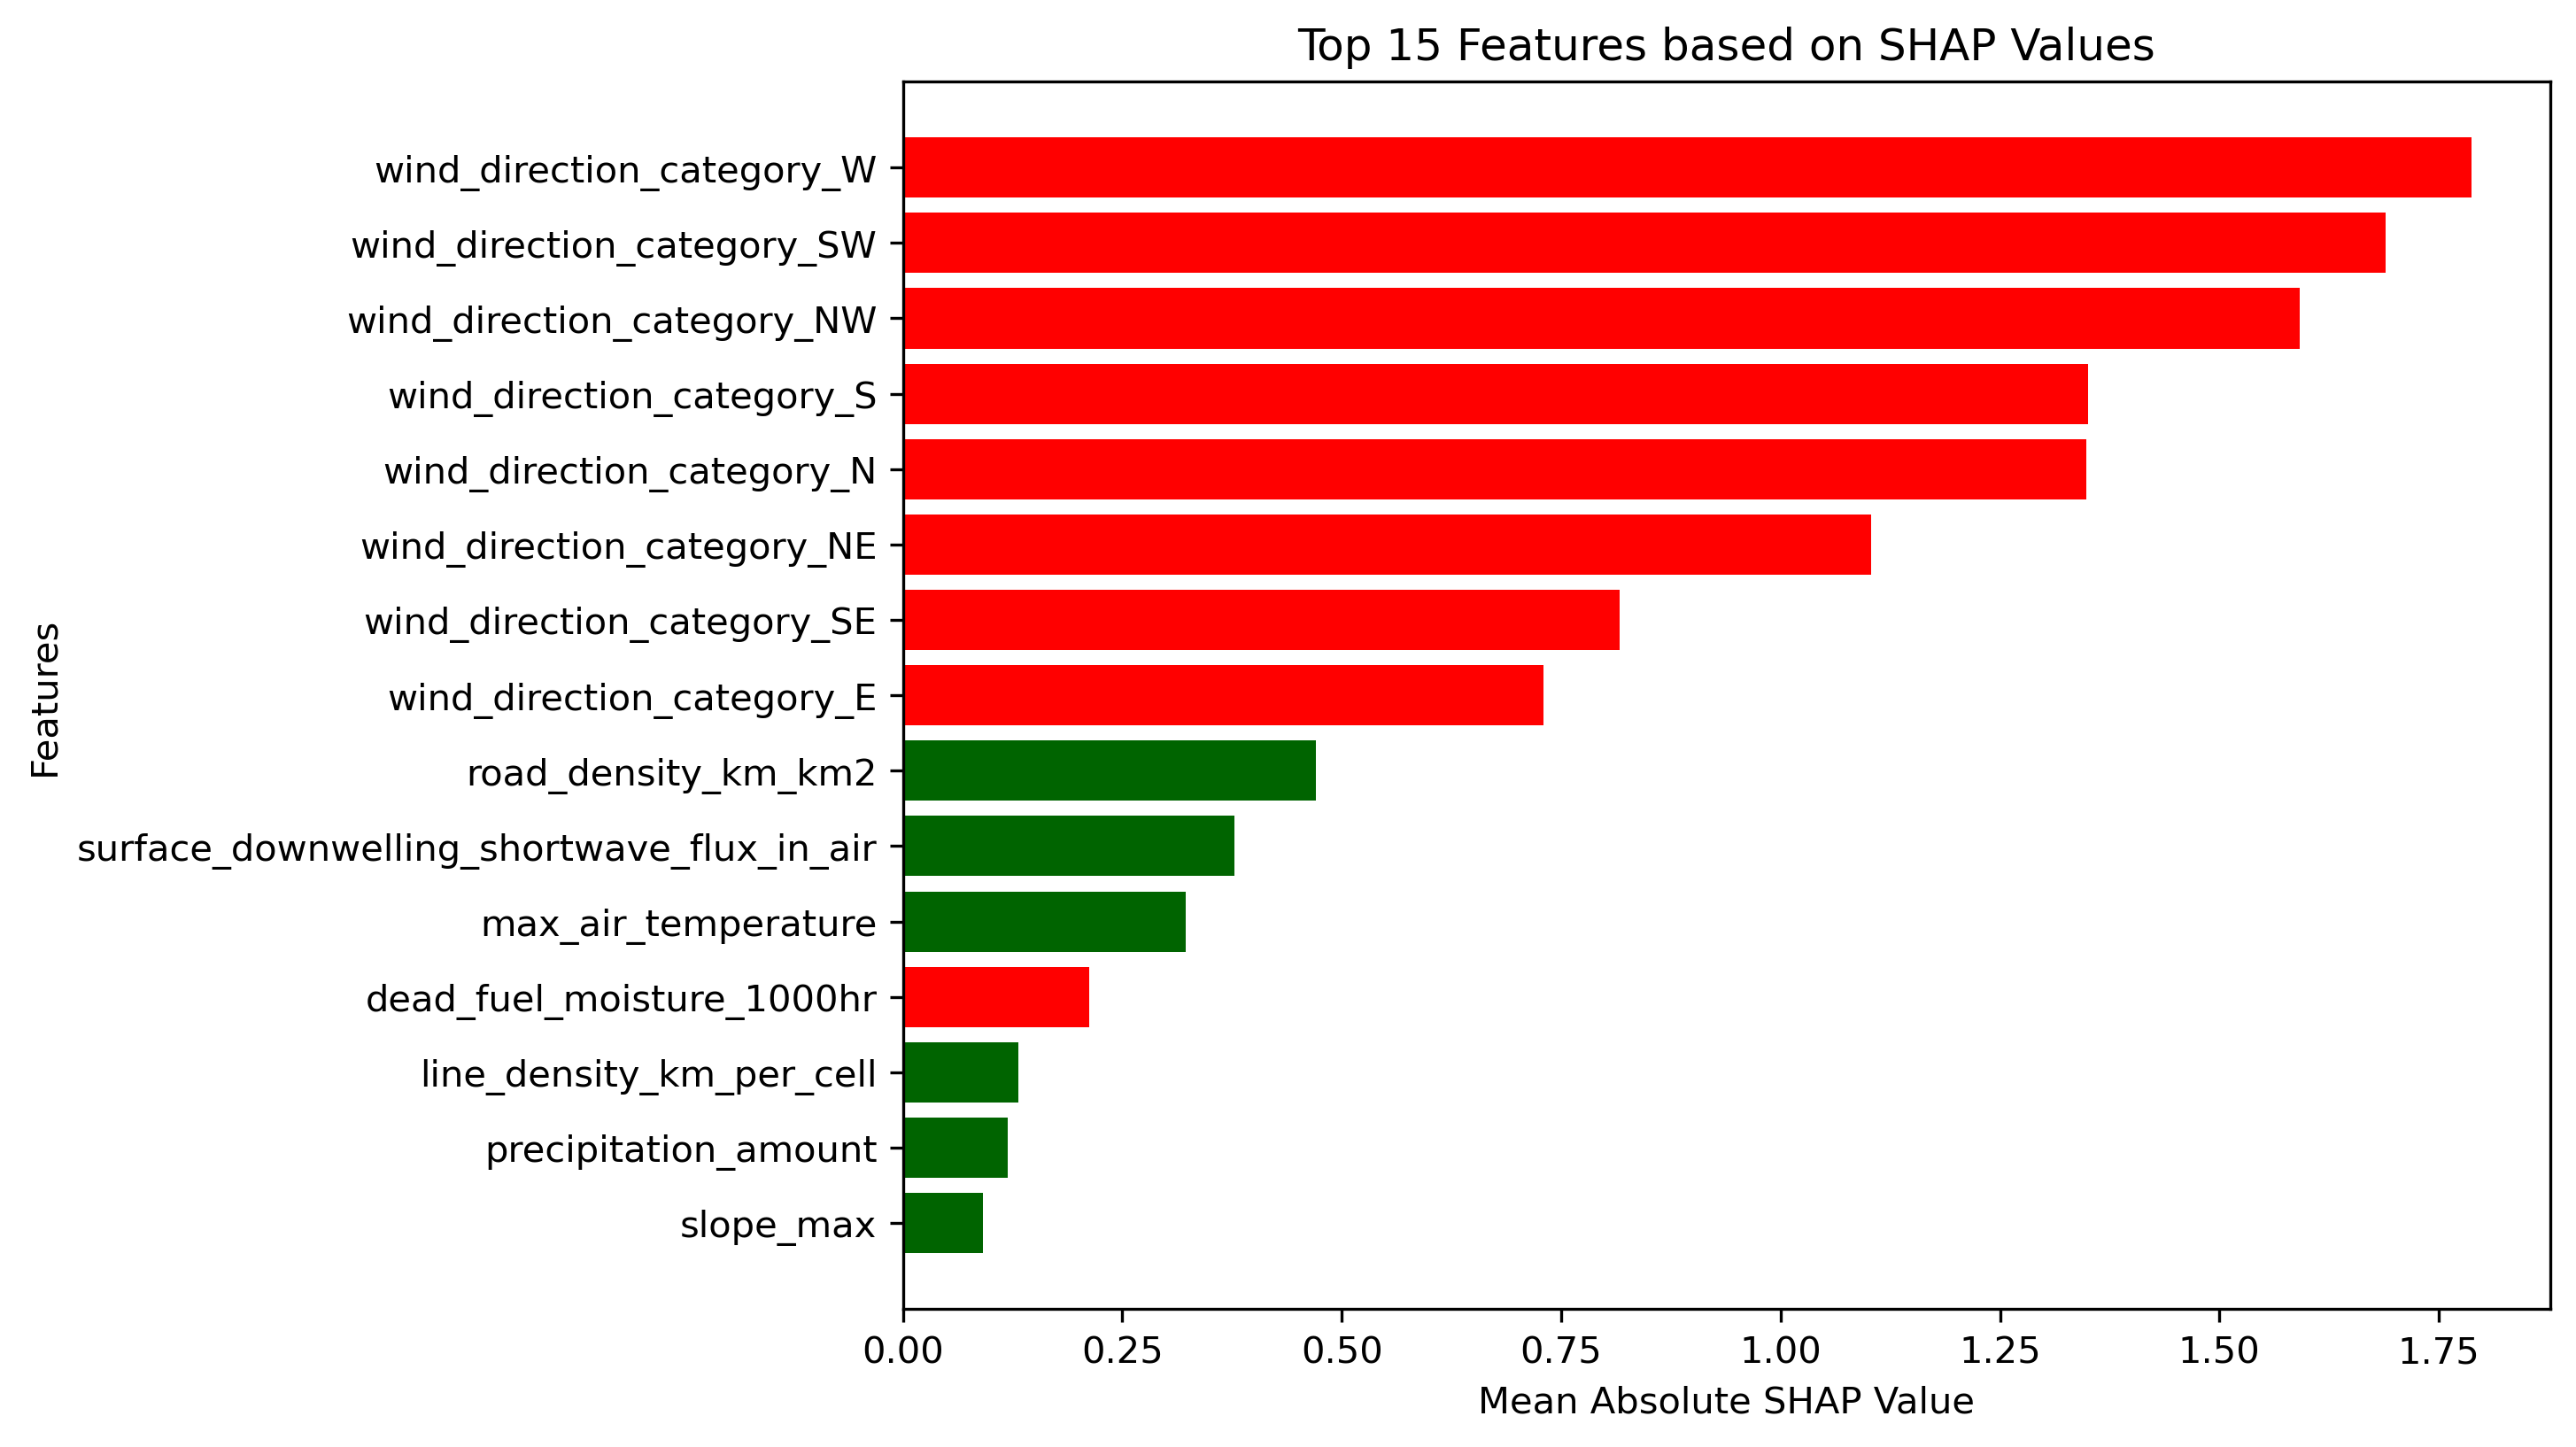 Top 15 Features based on SHAP Values
wind_direction_category_W
wind_direction_category_SW
wind_direction_category_NW
wind_direction_category_S
wind_direction_category_N
wind_direction_category_NE
wind_direction_category_SE
wind_direction_category_E
road_density_km_km2
surface_downwelling_shortwave_flux_in_air
max_air_temperature
dead_fuel_moisture_1000hr
line_density_km_per_cell
precipitation_amount
slope_max
Features
0.00 0.25 0.50 0.75 1.00 1.25 1.50 1.75
Mean Absolute SHAP Value